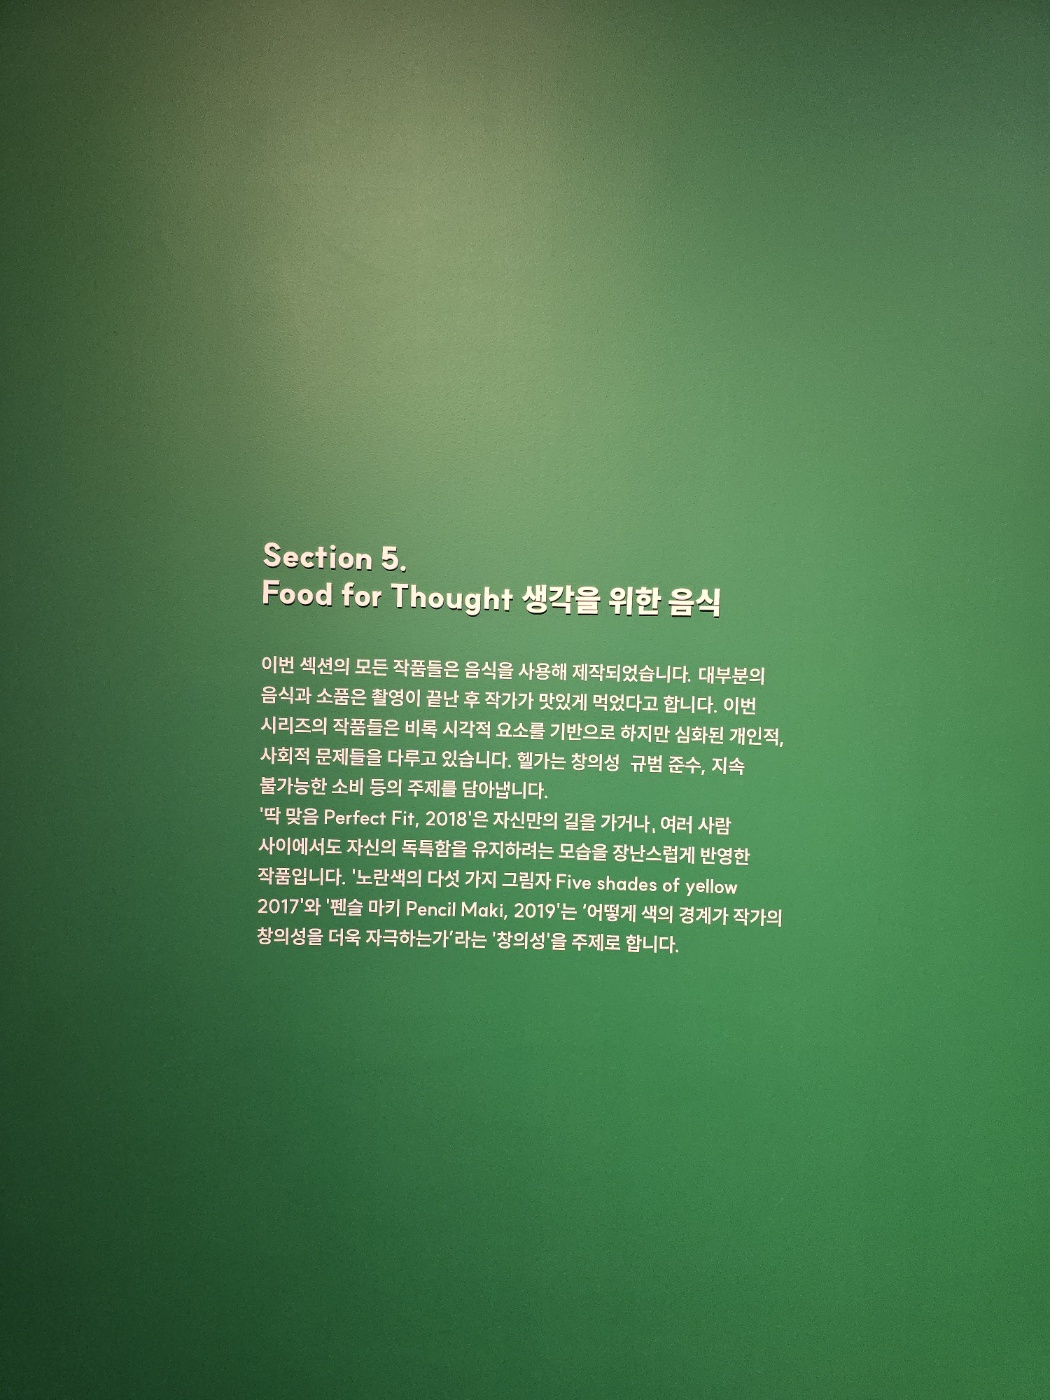 Section 5.
Food for Thought 생각을 위한 음식
이번 섹션의 모든 작품들은 음식을 사용해 제작되었습니다. 대부분의
음식과 소품은 촬영이 끝난 후 작가가 맛있게 먹었다고 합니다. 이번
시리즈의 작품들은 비록 시각적 요소를 기반으로 하지만 심화된 개인적,
사회적 문제들을 다루고 있습니다. 헬가는 창의성  규범 준수, 지속
불가능한 소비 등의 주제를 담아냅니다.
'딱 맞음 Perfect Fit, 2018'은 자신만의 길을 가거나, 여러 사람
사이에서도 자신의 독특함을 유지하려는 모습을 장난스럽게 반영한
작품입니다. '노란색의 다섯 가지 그림자 Five shades of yellow
2017'와 '펜슬 마키 Pencil Maki, 2019'는 ‘어떻게 색의 경계가 작가의
창의성을 더욱 자극하는가’라는 '창의성'을 주제로 합니다.